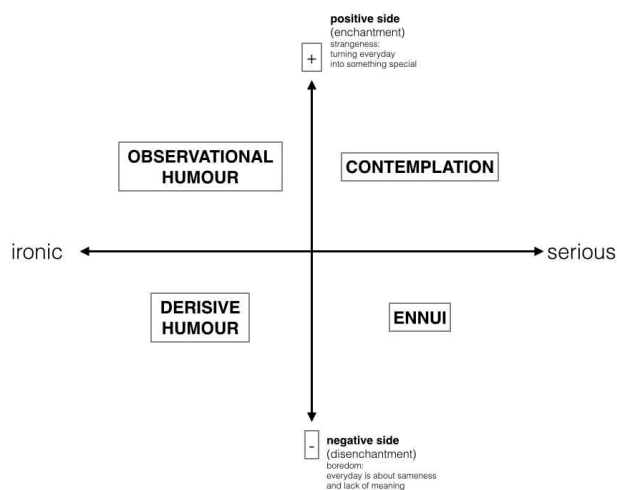 positive side
(enchantment)
strangeness:
turning everyday
into something special
+
OBSERVATIONAL
HUMOUR
CONTEMPLATION
ironic
serious
DERISIVE
HUMOUR
ENNUI
-
negative side
(disenchantment)
boredom:
everyday is about sameness
and lack of meaning